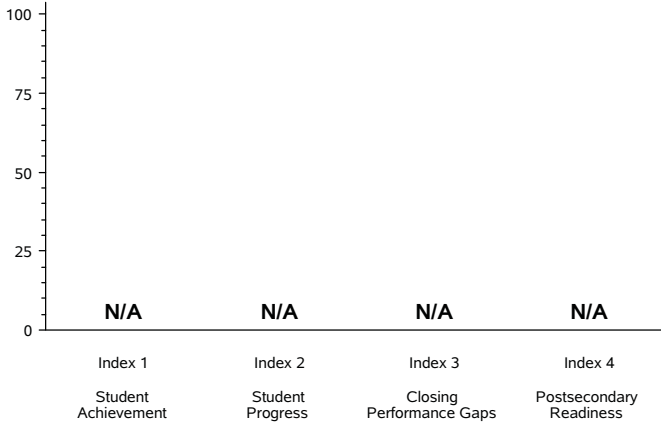 100
75
50
25
0
N/A N/A N/A N/A
Index 1 Index 2 Index 3 Index 4
Student Student Closing Postsecondary
Achievement Progress Performance Gaps Readiness